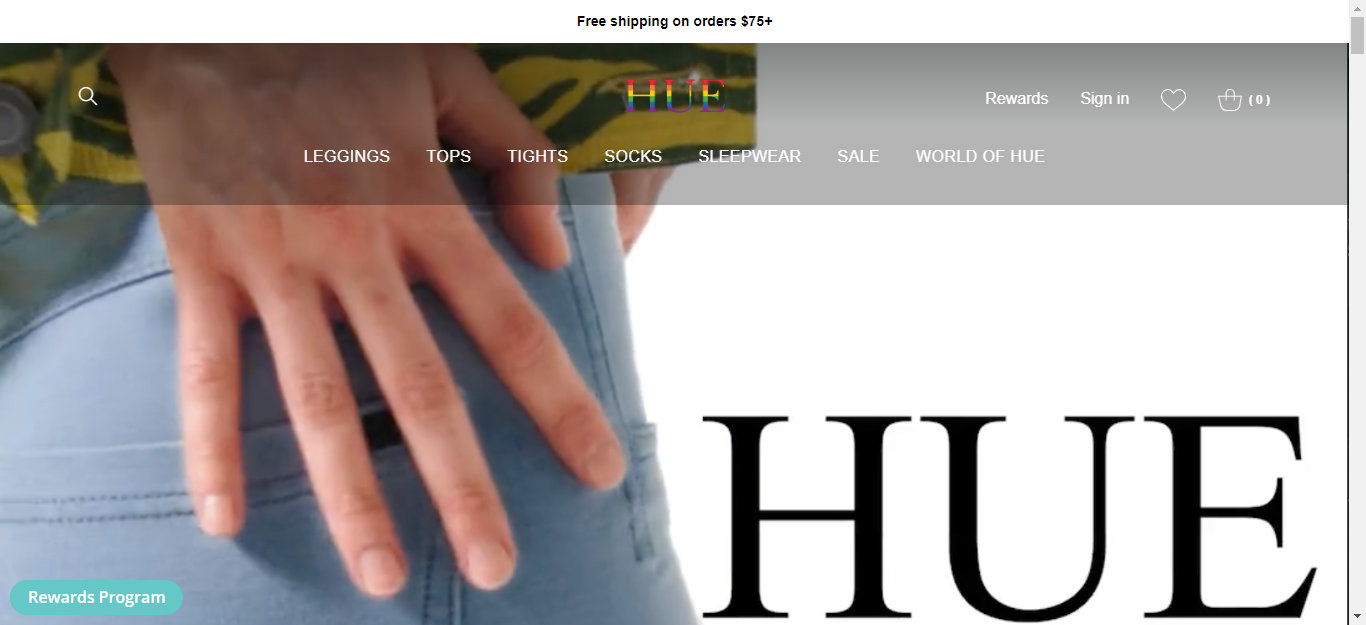 Free shipping on orders $75+
HUE
Rewards Sign in (0)
LEGGINGS TOPS TIGHTS SOCKS SLEEPWEAR SALE WORLD OF HUE
HUE
Rewards Program